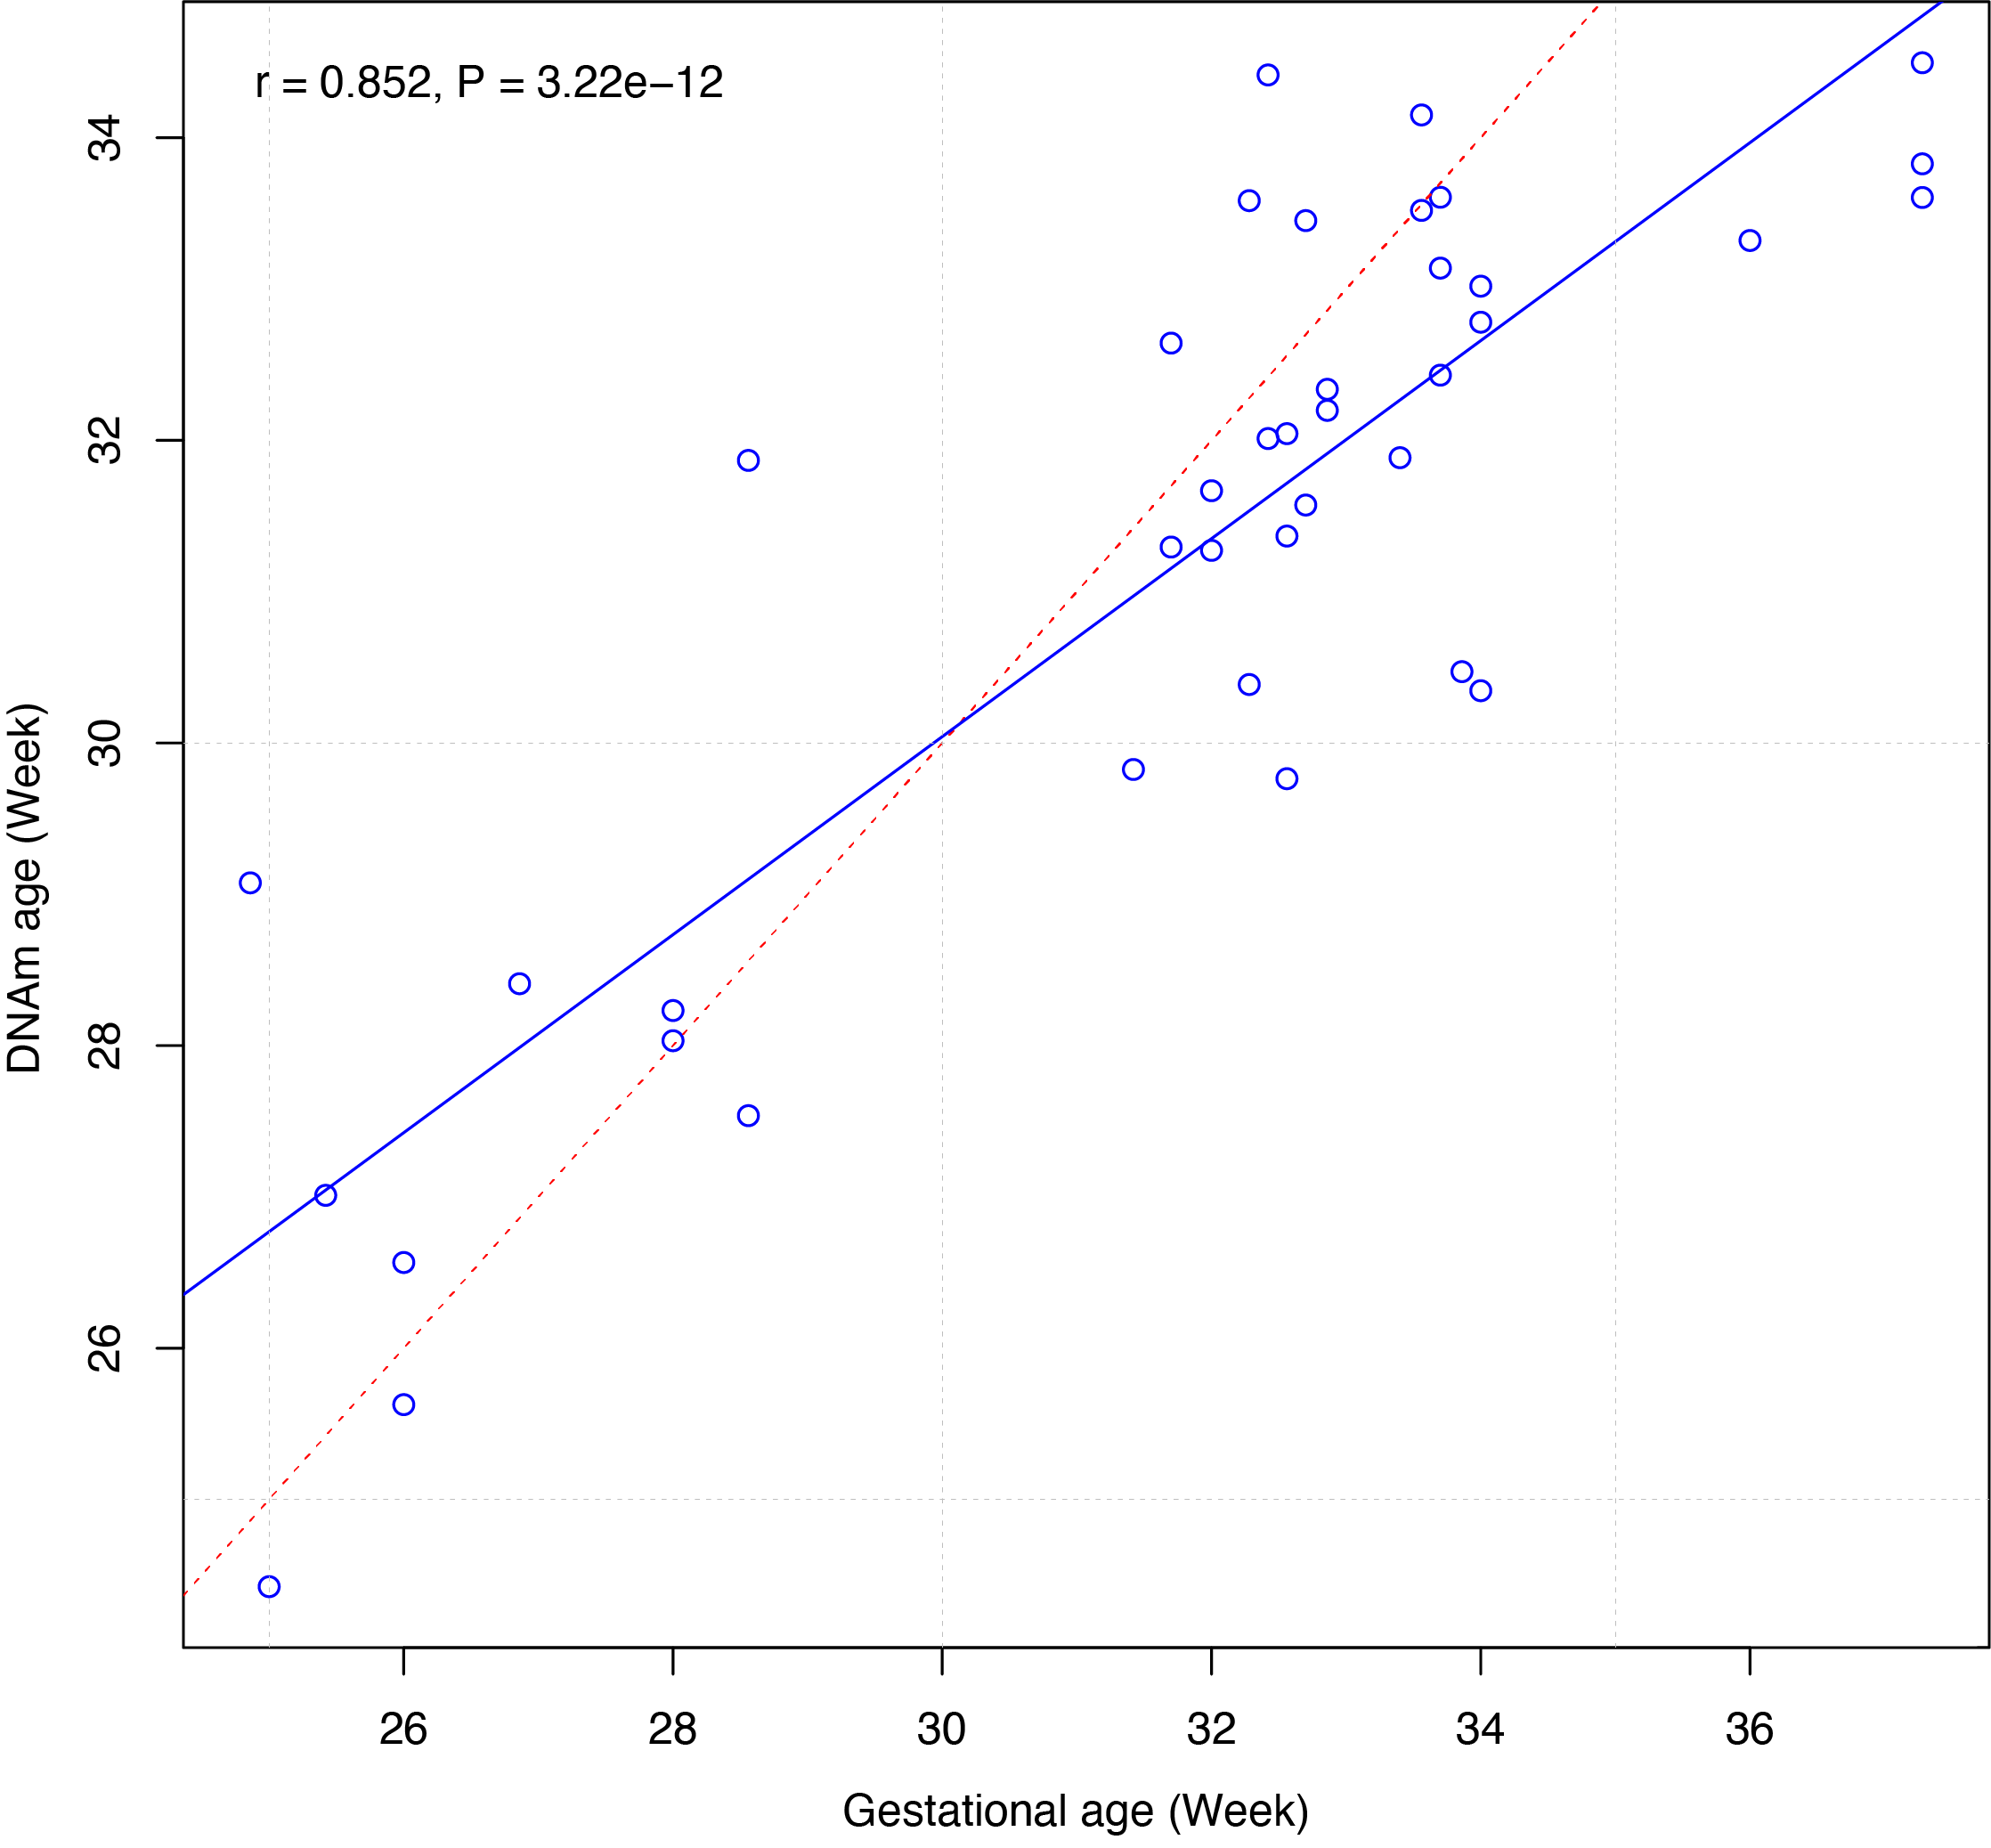 r = 0.852, P = 3.22e−12
34
32
30
28
26
DNAm age (Week)
26 28 30 32 34 36
Gestational age (Week)